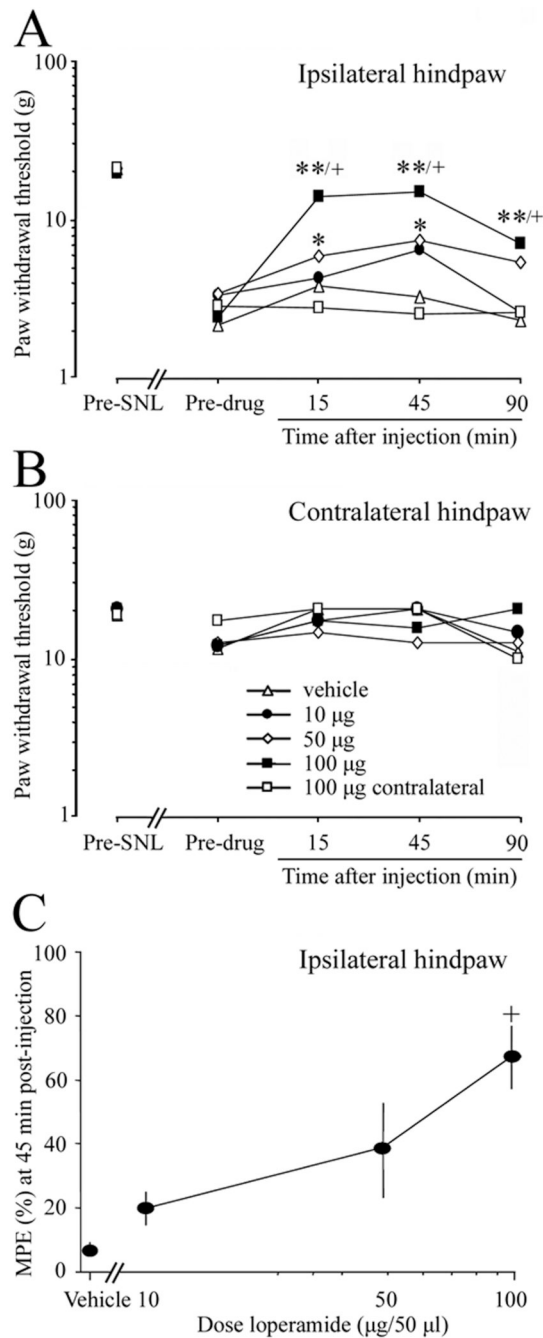 A
Ipsilateral hindpaw
Paw withdrawal threshold (g)
100
10
1
**/+
**/+
**/+
*
*
Pre-SNL
Pre-drug
15
45
90
Time after injection (min)
B
Contralateral hindpaw
Paw withdrawal threshold (g)
100
10
1
vehicle
10 µg
50 µg
100 µg
100 µg contralateral
Pre-SNL
Pre-drug
15
45
90
Time after injection (min)
C
Ipsilateral hindpaw
MPE (%) at 45 min post-injection
100
80
60
40
20
0
+
Vehicle 10
50
100
Dose loperamide (µg/50 µl)